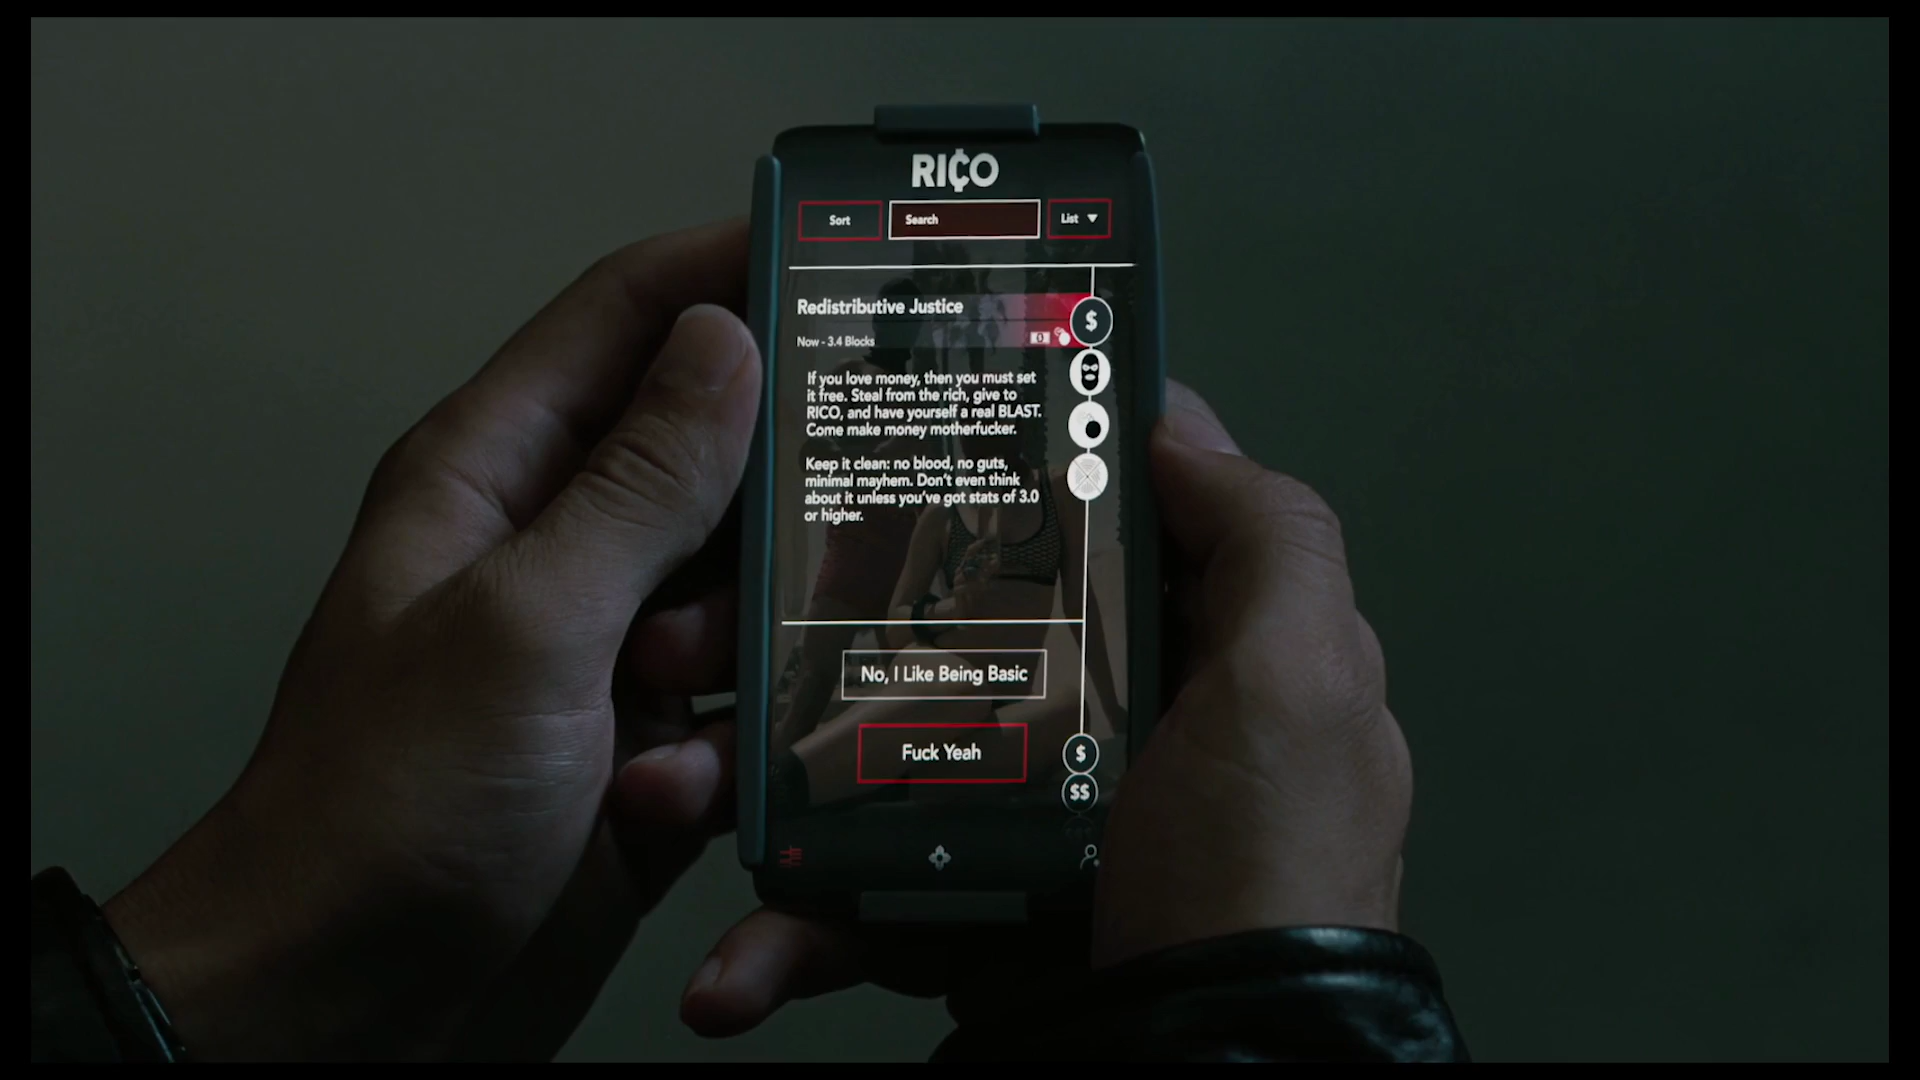 RI₵O
Sort
Search
List ▼
Redistributive Justice
$
Now - 3.4 Blocks
If you love money, then you must set
it free. Steal from the rich, give to
RICO, and have yourself a real BLAST.
Come make money motherfucker.
Keep it clean: no blood, no guts,
minimal mayhem. Don't even think
about it unless you've got stats of 3.0
or higher.
No, I Like Being Basic
Fuck Yeah
$
$$